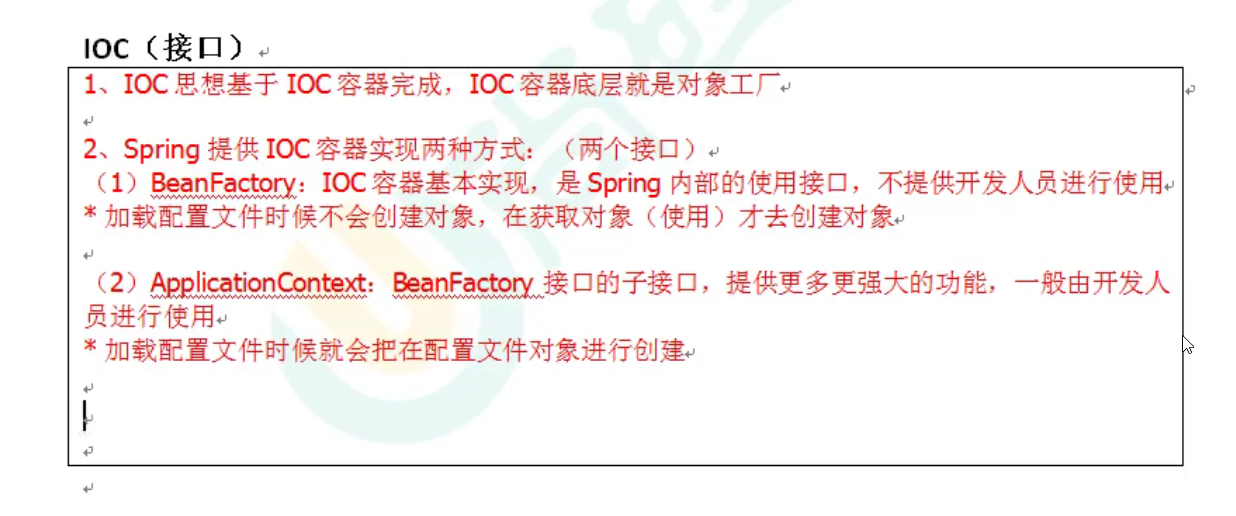 IOC（接口）
1、IOC 思想基于 IOC 容器完成，IOC 容器底层就是对象工厂
2、Spring 提供 IOC 容器实现两种方式：（两个接口）
（1）BeanFactory：IOC 容器基本实现，是 Spring 内部的使用接口，不提供开发人员进行使用
* 加载配置文件时候不会创建对象，在获取对象（使用）才去创建对象
（2）ApplicationContext：BeanFactory 接口的子接口，提供更多更强大的功能，一般由开发人
员进行使用
* 加载配置文件时候就会把在配置文件对象进行创建